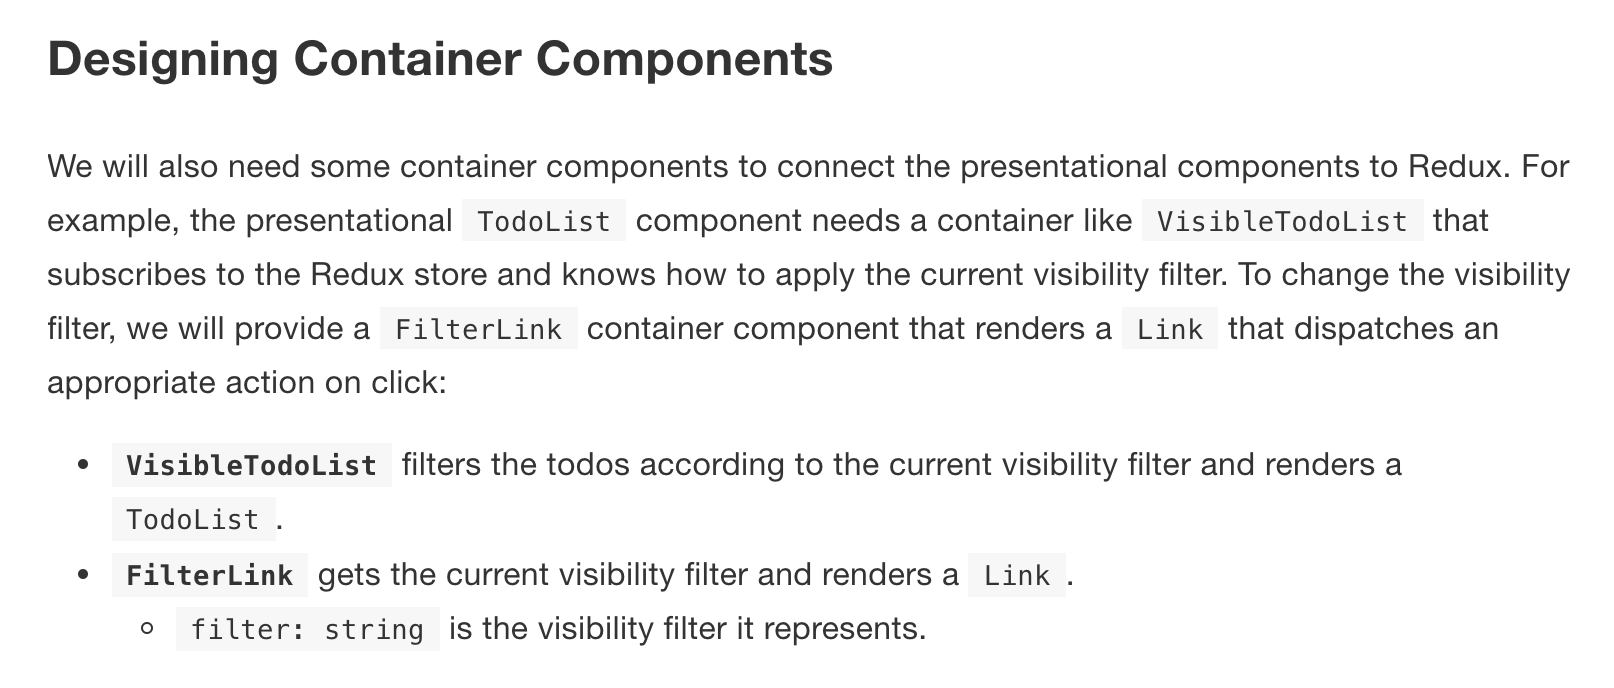 Designing Container Components
We will also need some container components to connect the presentational components to Redux. For
example, the presentational TodoList component needs a container like VisibleTodoList that
subscribes to the Redux store and knows how to apply the current visibility filter. To change the visibility
filter, we will provide a FilterLink container component that renders a Link that dispatches an
appropriate action on click:
• VisibleTodoList filters the todos according to the current visibility filter and renders a
TodoList.
• FilterLink gets the current visibility filter and renders a Link.
◦ filter: string is the visibility filter it represents.